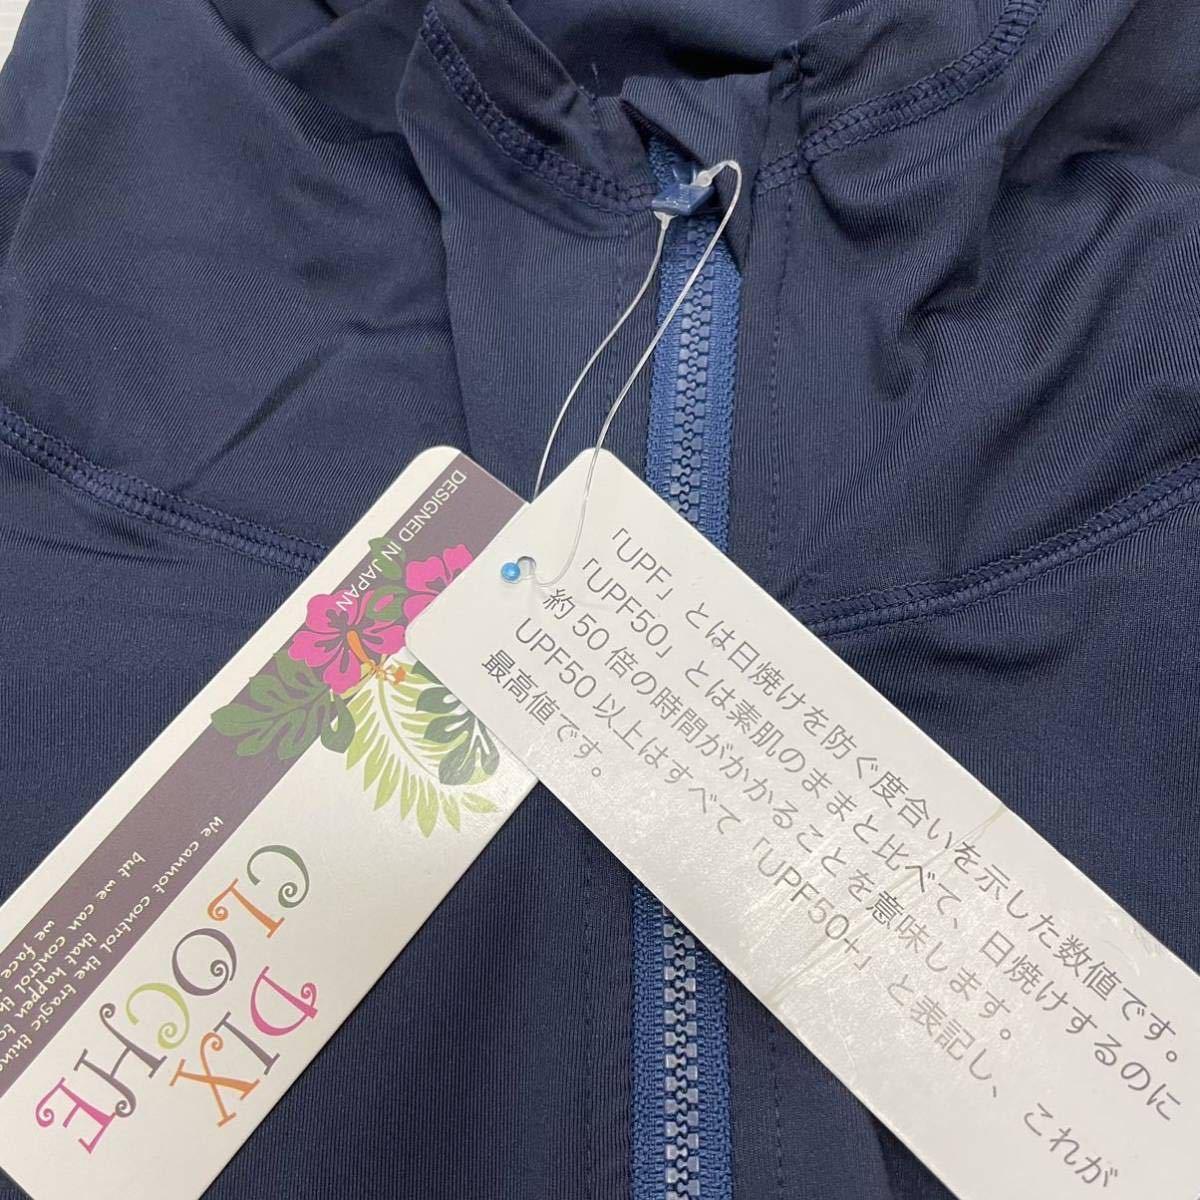 「UPF」とは日焼けを防ぐ度合いを示した数値です。
「UPF50」とは素肌のままと比べて、日焼けするのに
約50倍の時間がかかることを意味します。
UPF50以上はすべて「UPF50+」と表記し、これが
最高値です。
DESIGNED IN JAPAN
DIX
CLOCHE
We cannot control the tragic
that happen to
but we can control
we face